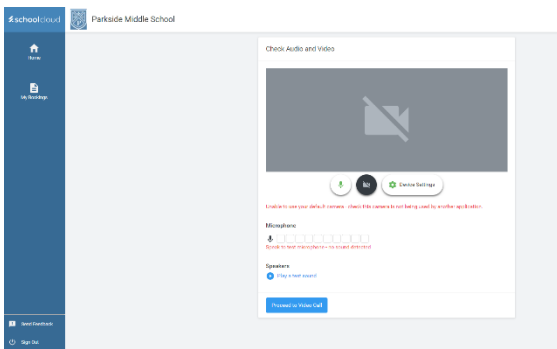 schoolcloud
Parkside Middle School
Home
My Bookings
Check Audio and Video
Device Settings
Unable to use your default camera - check this camera is not being used by another application
Microphone
Speak to test microphone - no sound detected
Speakers
Play a test sound
Proceed to Video Call
Send Feedback
Sign Out